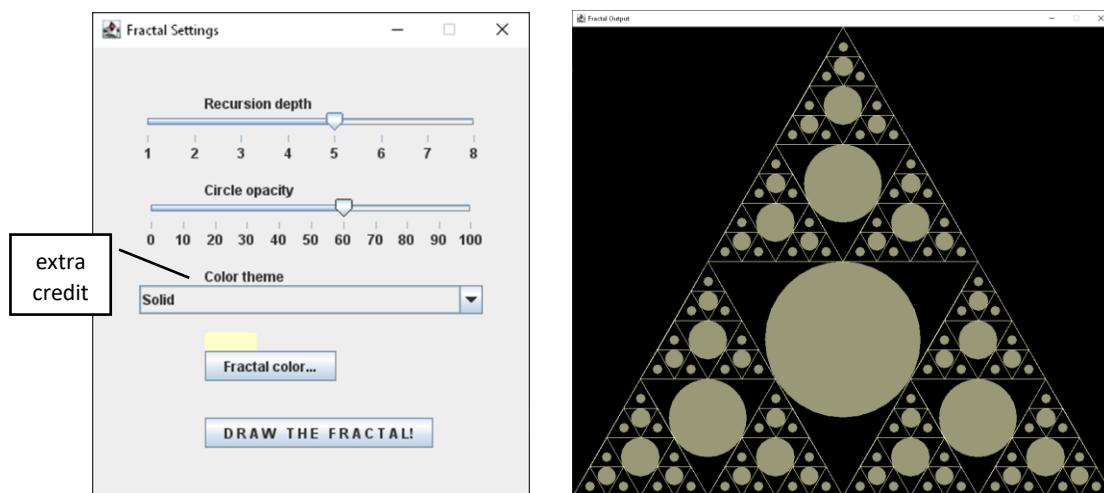 Fractal Settings
Recursion depth
1 2 3 4 5 6 7 8
Circle opacity
0 10 20 30 40 50 60 70 80 90 100
extra
credit
Color theme
Solid
Fractal color...
DRAW THE FRACTAL!
Fractal Output